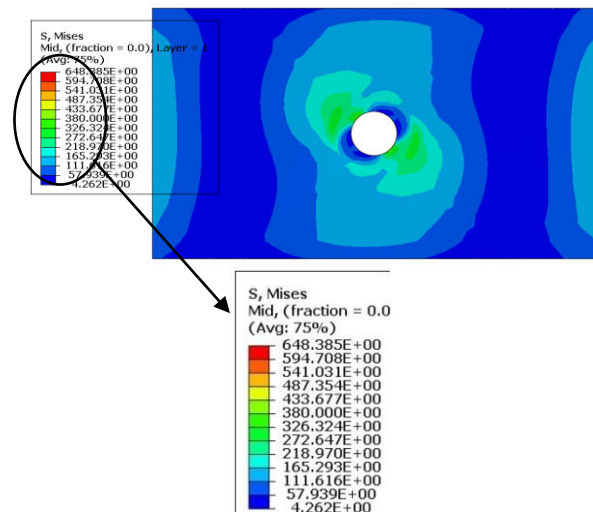 S, Mises
Mid, (fraction = 0.0), Layer =
(Avg: 75%)
648.385E+00
594.708E+00
541.031E+00
487.354E+00
433.677E+00
380.000E+00
326.324E+00
272.647E+00
218.970E+00
165.293E+00
111.616E+00
57.939E+00
4.262E+00
S, Mises
Mid, (fraction = 0.0
(Avg: 75%)
648.385E+00
594.708E+00
541.031E+00
487.354E+00
433.677E+00
380.000E+00
326.324E+00
272.647E+00
218.970E+00
165.293E+00
111.616E+00
57.939E+00
4.262E+00